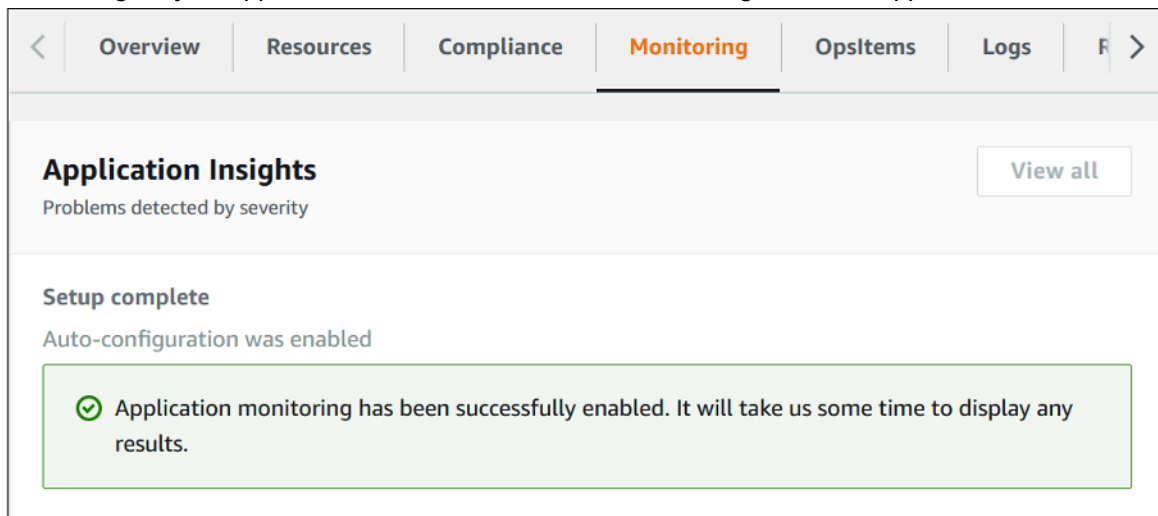 Overview Resources Compliance Monitoring OpsItems Logs
Application Insights
View all
Problems detected by severity
Setup complete
Auto-configuration was enabled
Application monitoring has been successfully enabled. It will take us some time to display any
results.